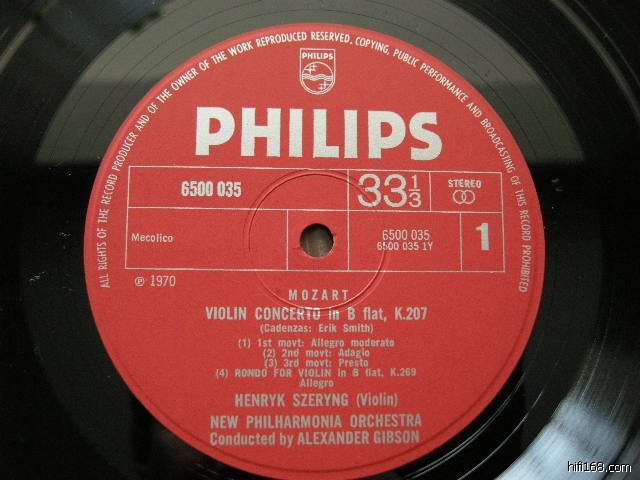 ALL RIGHTS OF THE RECORD PRODUCER AND OF THE OWNER OF THE WORK REPRODUCED RESERVED. COPYING, PUBLIC PERFORMANCE AND BROADCASTING OF THIS RECORD PROHIBITED
PHILIPS
PHILIPS
6500 035
33 1/3
STEREO
Mecolico
6500 035
6500 035 1Y
1
℗ 1970
MOZART
VIOLIN CONCERTO in B flat, K.207
(Cadenzas: Erik Smith)
(1) 1st movt: Allegro moderato
(2) 2nd movt: Adagio
(3) 3rd movt: Presto
(4) RONDO FOR VIOLIN in B flat, K.269
Allegro
HENRYK SZERYNG (Violin)
NEW PHILHARMONIA ORCHESTRA
Conducted by ALEXANDER GIBSON
hifi168.com